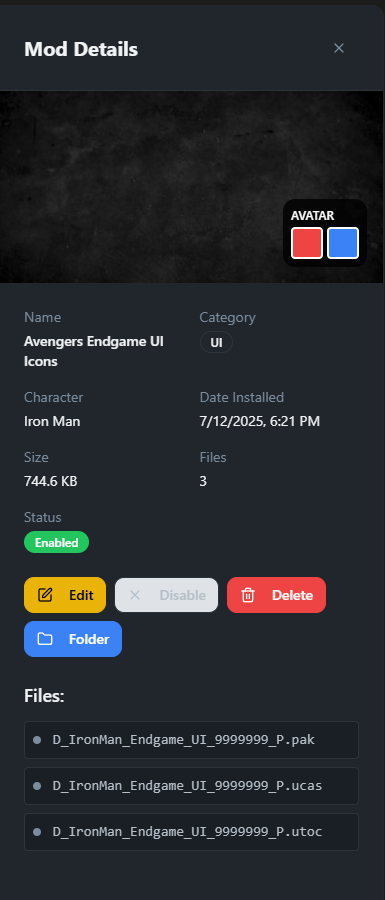 Mod Details
AVATAR
Name
Category
Avengers Endgame UI
Icons
UI
Character
Date Installed
Iron Man
7/12/2025, 6:21 PM
Size
Files
744.6 KB
3
Status
Enabled
Edit
Disable
Delete
Folder
Files:
D_IronMan_Endgame_UI_9999999_P.pak
D_IronMan_Endgame_UI_9999999_P.ucas
D_IronMan_Endgame_UI_9999999_P.utoc